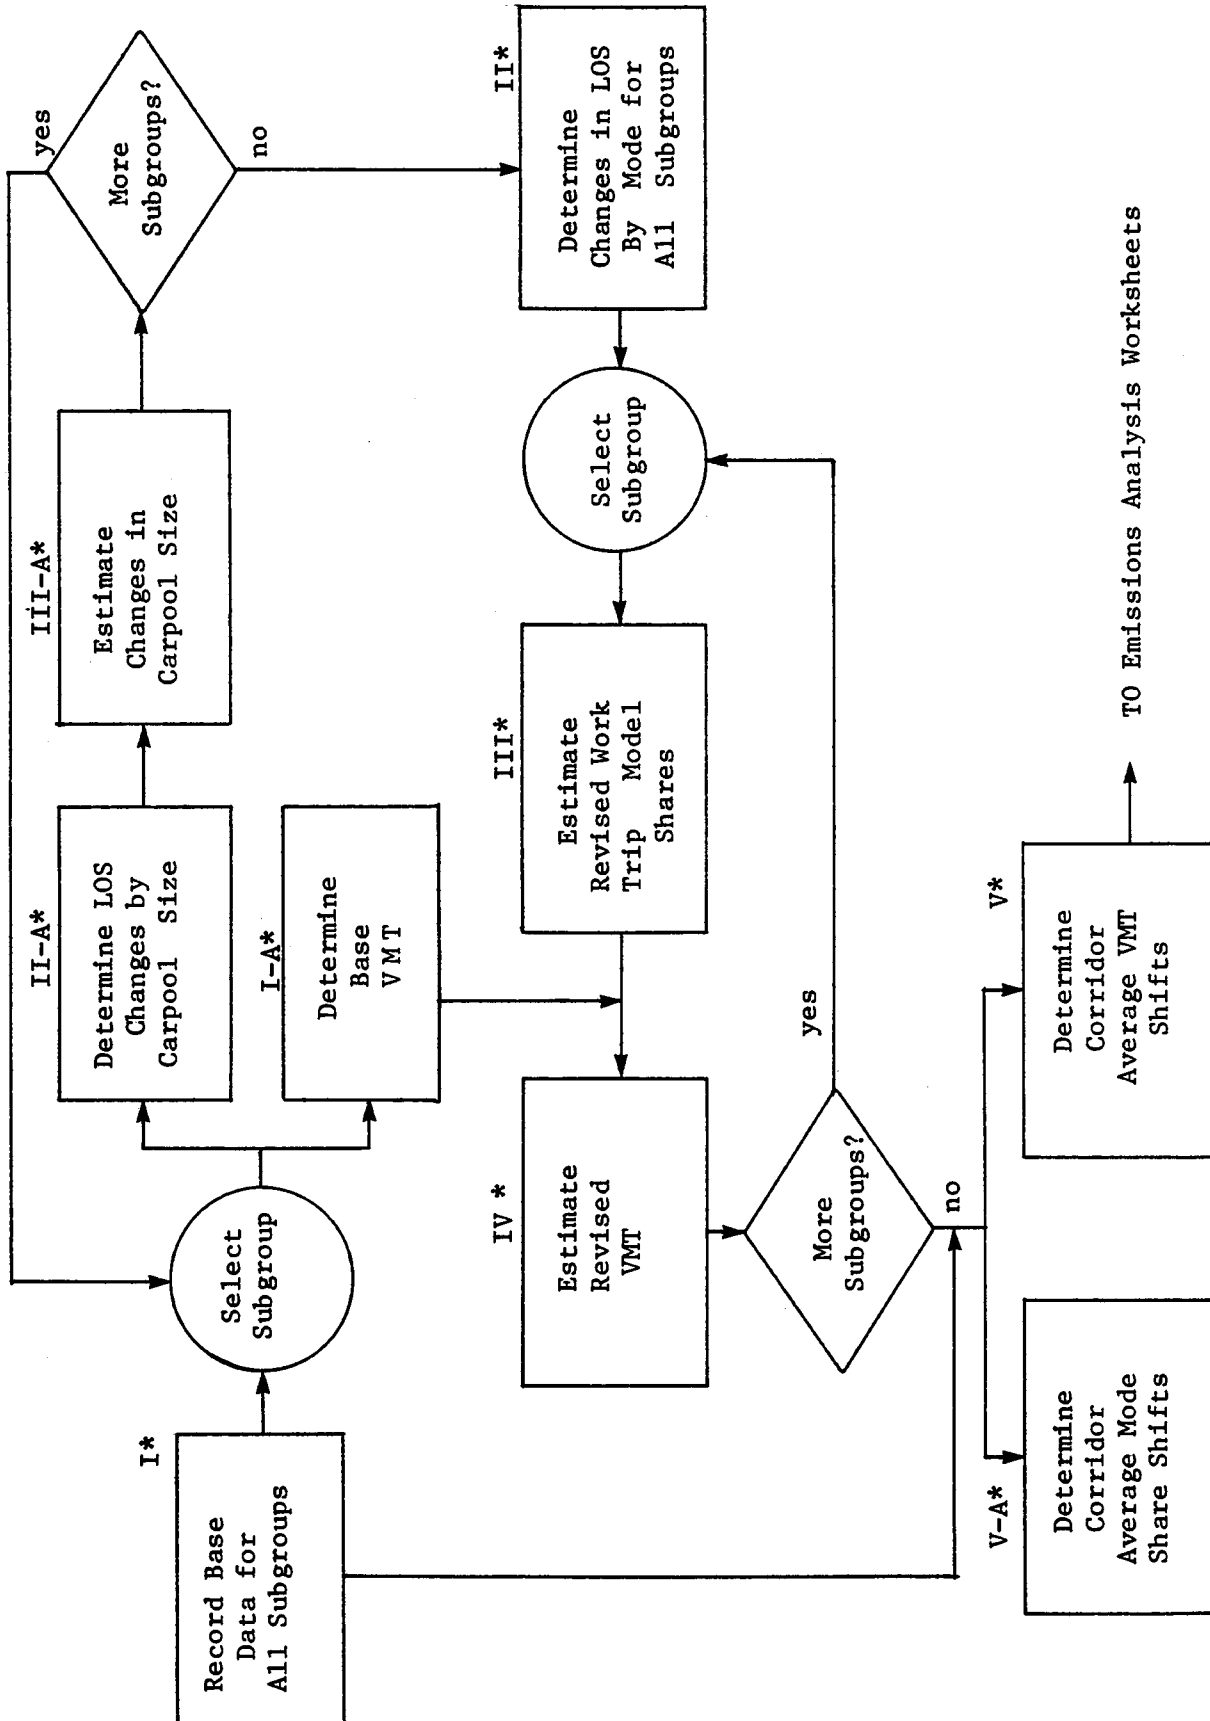 I*
Record Base
Data for
All Subgroups
Select
Subgroup
II-A*
Determine LOS
Changes by
Carpool Size
III-A*
Estimate
Changes in
Carpool Size
More
Subgroups?
yes
no
I-A*
Determine
Base
VMT
II*
Determine
Changes in LOS
By Mode for
All Subgroups
Select
Subgroup
III*
Estimate
Revised Work
Trip Model
Shares
IV *
Estimate
Revised
VMT
More
Subgroups?
yes
no
V-A*
Determine
Corridor
Average Mode
Share Shifts
V*
Determine
Corridor
Average VMT
Shifts
TO Emissions Analysis Worksheets